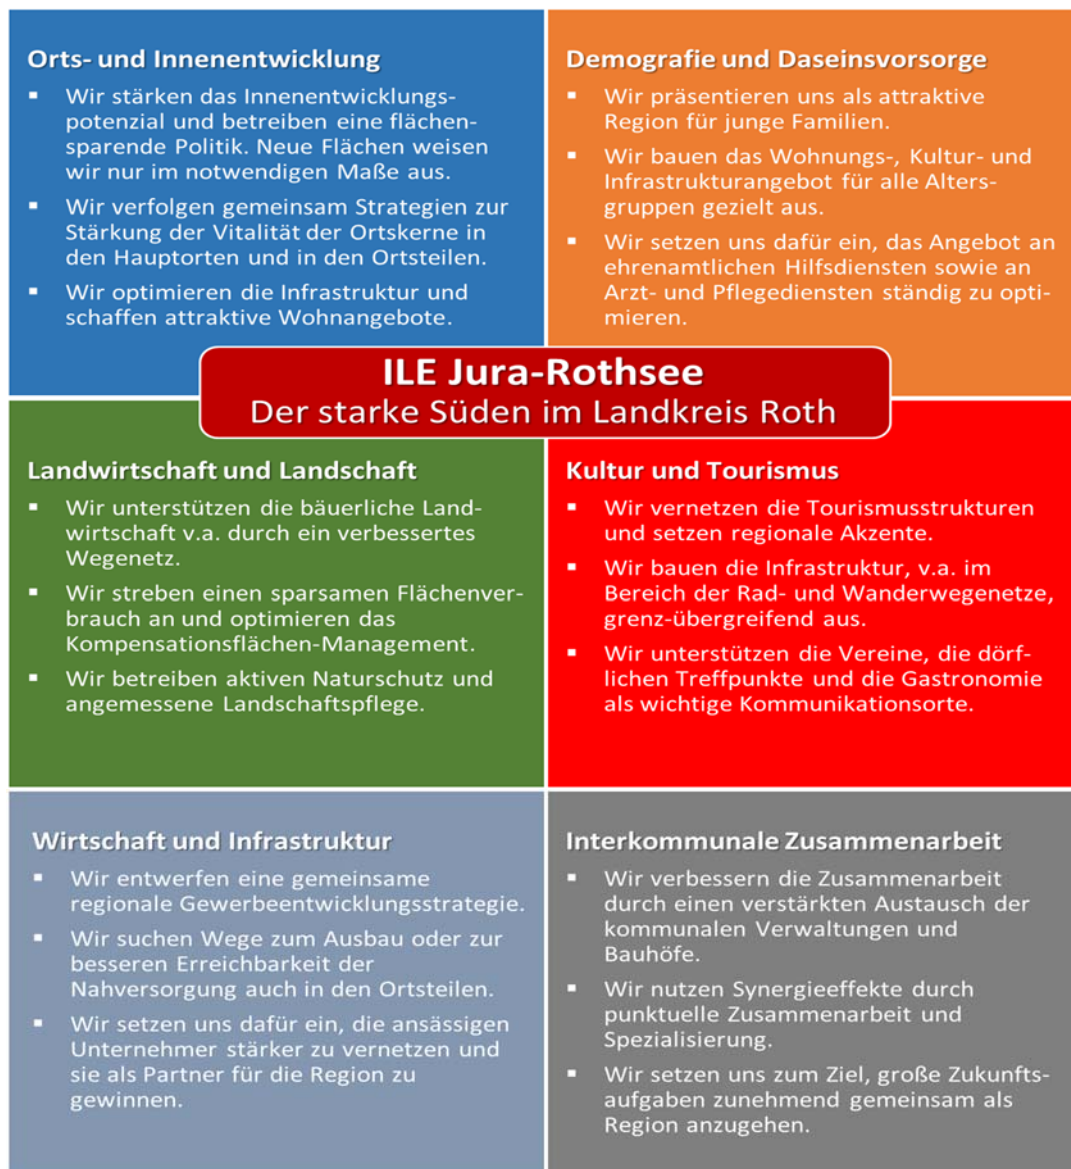 Orts- und Innenentwicklung
▪ Wir stärken das Innenentwicklungs-
potenzial und betreiben eine flächen-
sparende Politik. Neue Flächen weisen
wir nur im notwendigen Maße aus.
▪ Wir verfolgen gemeinsam Strategien zur
Stärkung der Vitalität der Ortskerne in
den Hauptorten und in den Ortsteilen.
▪ Wir optimieren die Infrastruktur und
schaffen attraktive Wohnangebote.
Demografie und Daseinsvorsorge
▪ Wir präsentieren uns als attraktive
Region für junge Familien.
▪ Wir bauen das Wohnungs-, Kultur- und
Infrastrukturangebot für alle Alters-
gruppen gezielt aus.
▪ Wir setzen uns dafür ein, das Angebot an
ehrenamtlichen Hilfsdiensten sowie an
Arzt- und Pflegediensten ständig zu opti-
mieren.
ILE Jura-Rothsee
Der starke Süden im Landkreis Roth
Landwirtschaft und Landschaft
▪ Wir unterstützen die bäuerliche Land-
wirtschaft v.a. durch ein verbessertes
Wegenetz.
▪ Wir streben einen sparsamen Flächenver-
brauch an und optimieren das
Kompensationsflächen-Management.
▪ Wir betreiben aktiven Naturschutz und
angemessene Landschaftspflege.
Kultur und Tourismus
▪ Wir vernetzen die Tourismusstrukturen
und setzen regionale Akzente.
▪ Wir bauen die Infrastruktur, v.a. im
Bereich der Rad- und Wanderwegenetze,
grenz-übergreifend aus.
▪ Wir unterstützen die Vereine, die dörf-
lichen Treffpunkte und die Gastronomie
als wichtige Kommunikationsorte.
Wirtschaft und Infrastruktur
▪ Wir entwerfen eine gemeinsame
regionale Gewerbeentwicklungsstrategie.
▪ Wir suchen Wege zum Ausbau oder zur
besseren Erreichbarkeit der
Nahversorgung auch in den Ortsteilen.
▪ Wir setzen uns dafür ein, die ansässigen
Unternehmer stärker zu vernetzen und
sie als Partner für die Region zu
gewinnen.
Interkommunale Zusammenarbeit
▪ Wir verbessern die Zusammenarbeit
durch einen verstärkten Austausch der
kommunalen Verwaltungen und
Bauhöfe.
▪ Wir nutzen Synergieeffekte durch
punktuelle Zusammenarbeit und
Spezialisierung.
▪ Wir setzen uns zum Ziel, große Zukunfts-
aufgaben zunehmend gemeinsam als
Region anzugehen.